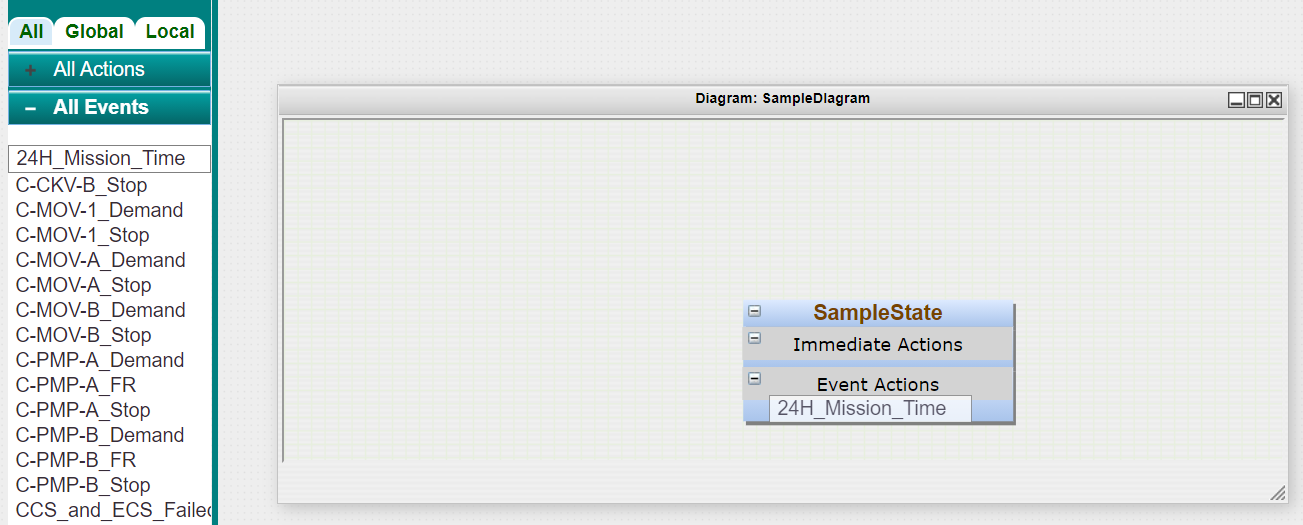 All Global Local
+ All Actions
− All Events
24H_Mission_Time
C-CKV-B_Stop
C-MOV-1_Demand
C-MOV-1_Stop
C-MOV-A_Demand
C-MOV-A_Stop
C-MOV-B_Demand
C-MOV-B_Stop
C-PMP-A_Demand
C-PMP-A_FR
C-PMP-A_Stop
C-PMP-B_Demand
C-PMP-B_FR
C-PMP-B_Stop
CCS_and_ECS_Failed
Diagram: SampleDiagram
SampleState
Immediate Actions
Event Actions
24H_Mission_Time